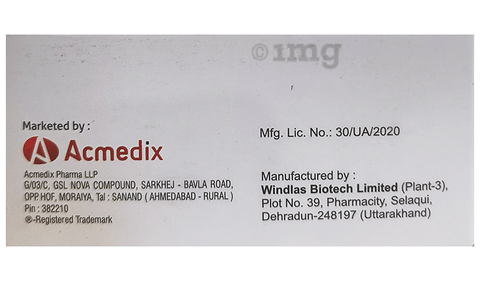 ©1mg
Marketed by :
Acmedix
Acmedix Pharma LLP
G/03/C, GSL NOVA COMPOUND, SARKHEJ - BAVLA ROAD,
OPP. HOF, MORAIYA, Tal : SANAND ( AHMEDABAD - RURAL )
Pin : 382210
®-Registered Trademark
Mfg. Lic. No.: 30/UA/2020
Manufactured by :
Windlas Biotech Limited (Plant-3),
Plot No. 39, Pharmacity, Selaqui,
Dehradun-248197 (Uttarakhand)